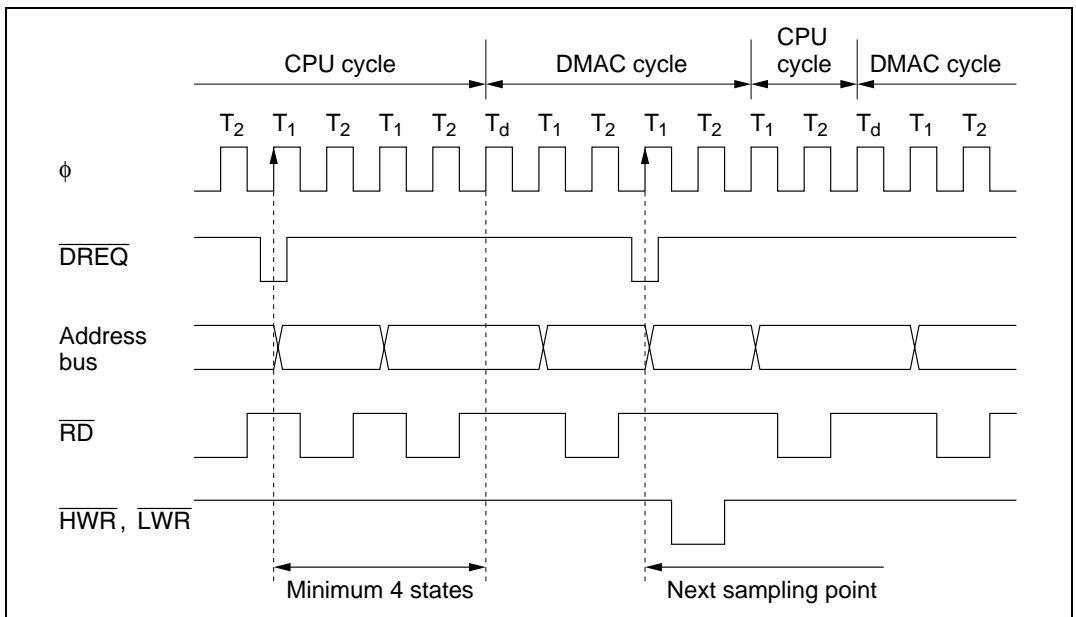 CPU cycle DMAC cycle CPU cycle DMAC cycle
T2 T1 T2 T1 T2 Td T1 T2 T1 T2 T1 T2 Td T1 T2
ϕ
DREQ
Address
bus
RD
HWR, LWR
Minimum 4 states Next sampling point